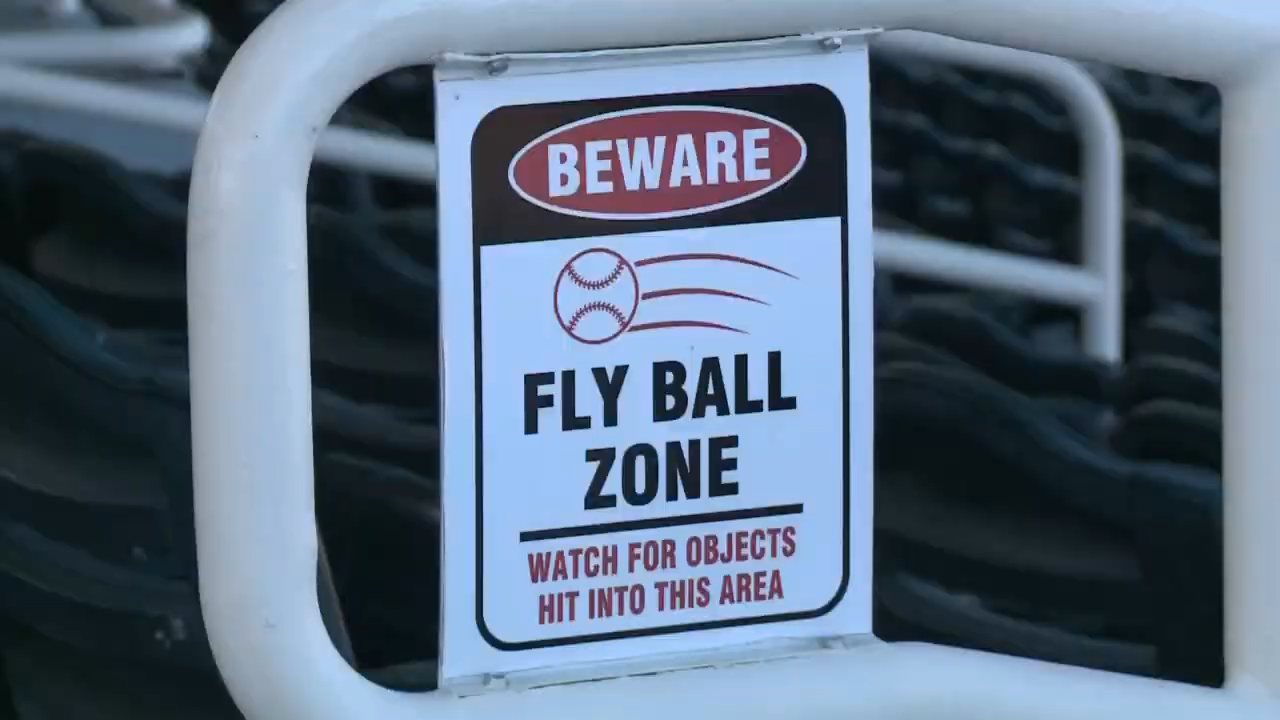 BEWARE
FLY BALL
ZONE
WATCH FOR OBJECTS
HIT INTO THIS AREA